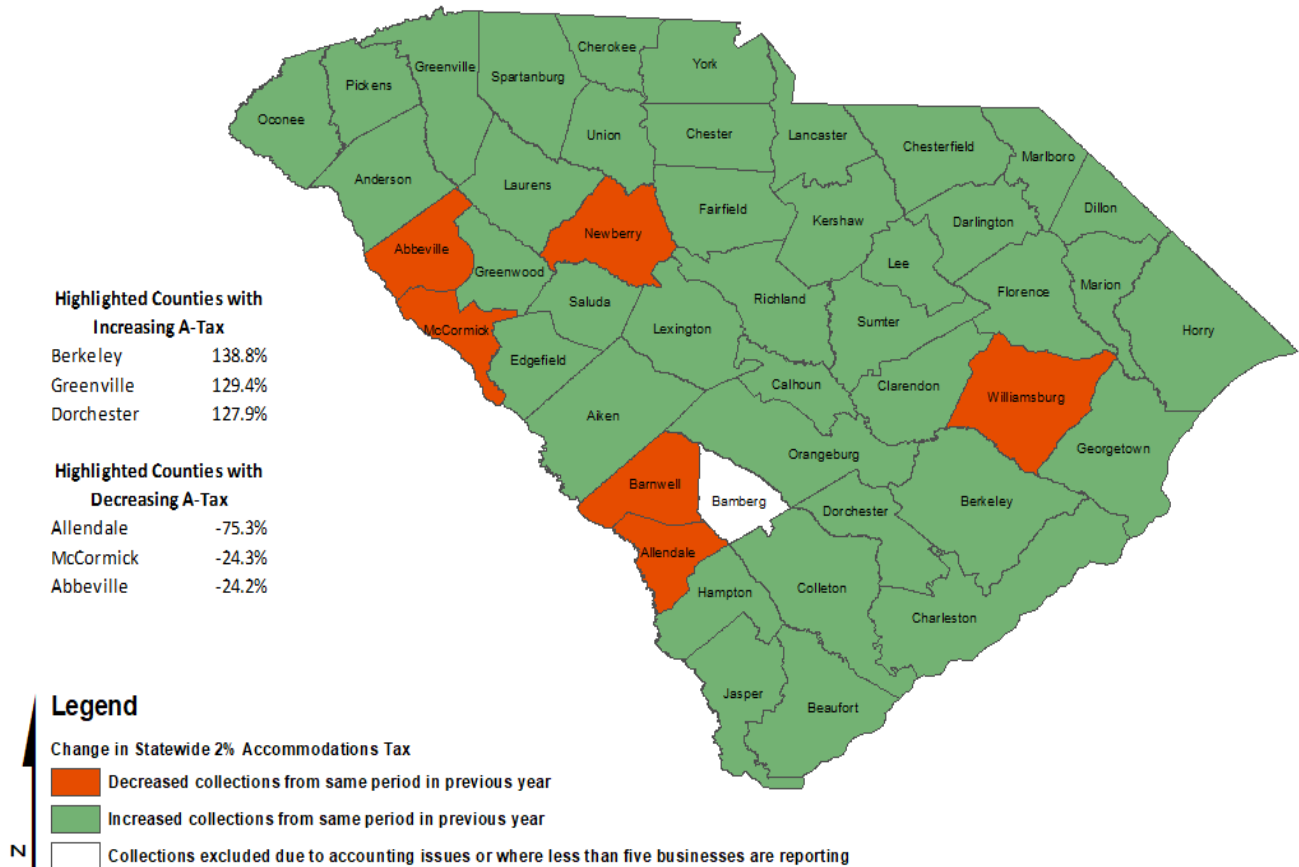 Cherokee
York
Greenville
Spartanburg
Pickens
Oconee
Union
Chester
Lancaster
Chesterfield
Marlboro
Anderson
Laurens
Fairfield
Kershaw
Darlington
Dillon
Abbeville
Newberry
Greenwood
Lee
Saluda
Richland
Florence
Marion
McCormick
Lexington
Sumter
Horry
Edgefield
Calhoun
Clarendon
Williamsburg
Aiken
Orangeburg
Georgetown
Barnwell
Bamberg
Dorchester
Berkeley
Allendale
Hampton
Colleton
Charleston
Jasper
Beaufort
Highlighted Counties with
Increasing A-Tax
Berkeley 138.8%
Greenville 129.4%
Dorchester 127.9%
Highlighted Counties with
Decreasing A-Tax
Allendale -75.3%
McCormick -24.3%
Abbeville -24.2%
Legend
Change in Statewide 2% Accommodations Tax
Decreased collections from same period in previous year
Increased collections from same period in previous year
Collections excluded due to accounting issues or where less than five businesses are reporting
N